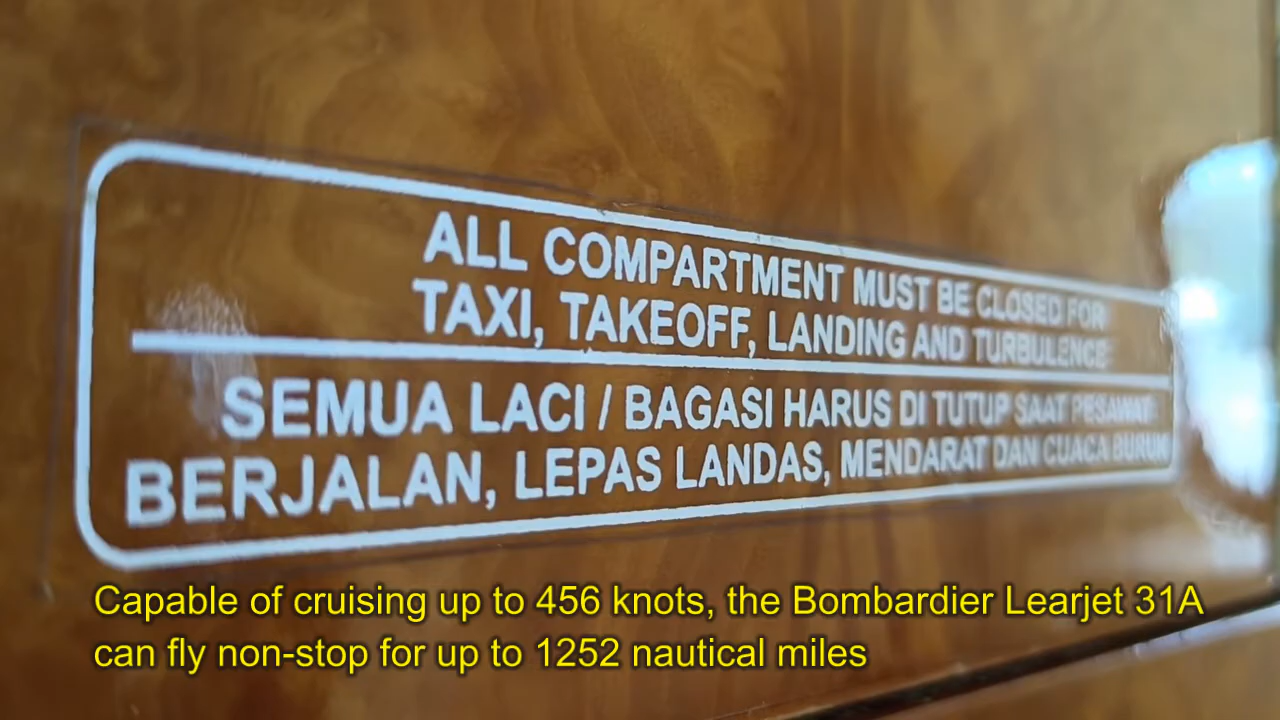 ALL COMPARTMENT MUST BE CLOSED FOR
TAXI, TAKEOFF, LANDING AND TURBULENCE
SEMUA LACI / BAGASI HARUS DI TUTUP SAAT PESAWAT
BERJALAN, LEPAS LANDAS, MENDARAT DAN CUACA BURUK
Capable of cruising up to 456 knots, the Bombardier Learjet 31A
can fly non-stop for up to 1252 nautical miles